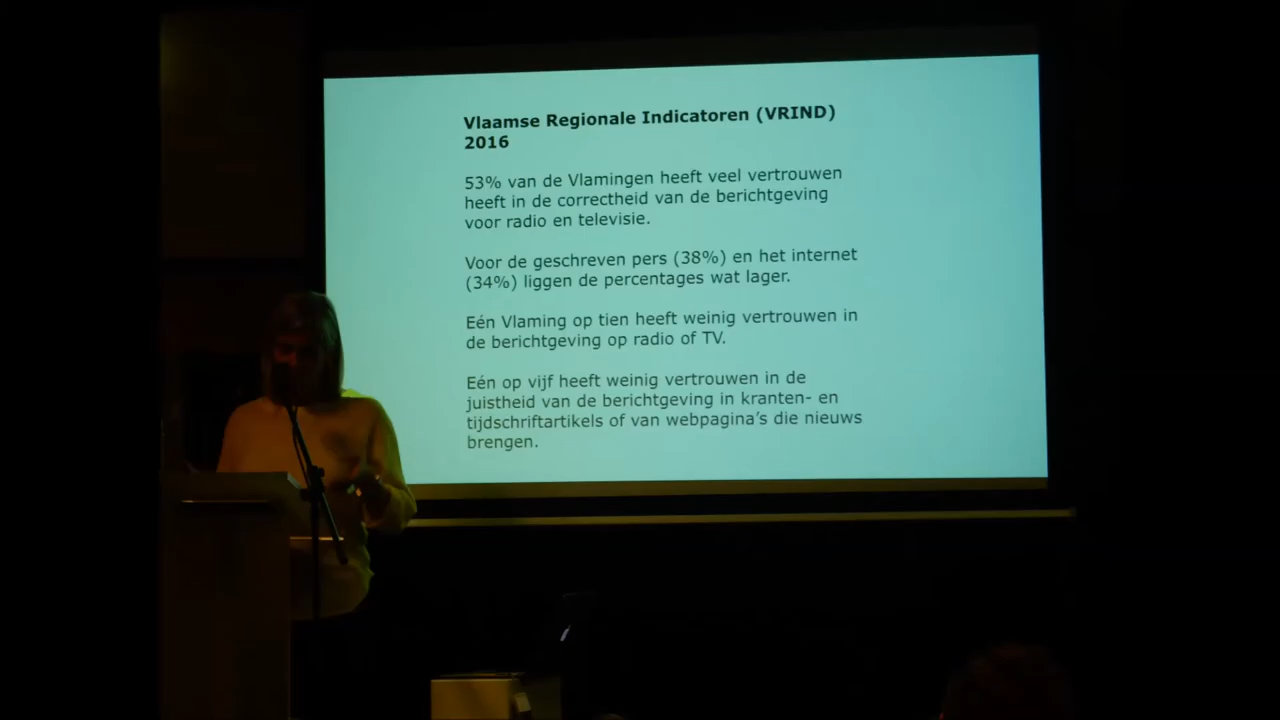 Vlaamse Regionale Indicatoren (VRIND)
2016
53% van de Vlamingen heeft veel vertrouwen
heeft in de correctheid van de berichtgeving
voor radio en televisie.
Voor de geschreven pers (38%) en het internet
(34%) liggen de percentages wat lager.
Eén Vlaming op tien heeft weinig vertrouwen in
de berichtgeving op radio of TV.
Eén op vijf heeft weinig vertrouwen in de
juistheid van de berichtgeving in kranten- en
tijdschriftartikels of van webpagina’s die nieuws
brengen.